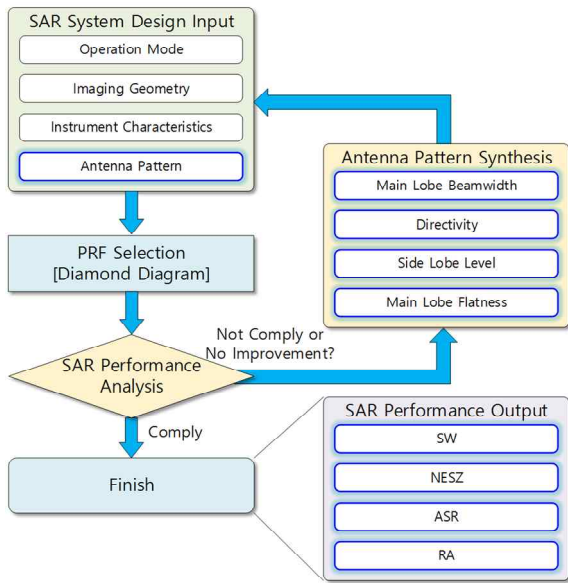 SAR System Design Input
Operation Mode
Imaging Geometry
Instrument Characteristics
Antenna Pattern
PRF Selection
[Diamond Diagram]
SAR Performance
Analysis
Not Comply or
No Improvement?
Comply
Finish
Antenna Pattern Synthesis
Main Lobe Beamwidth
Directivity
Side Lobe Level
Main Lobe Flatness
SAR Performance Output
SW
NESZ
ASR
RA